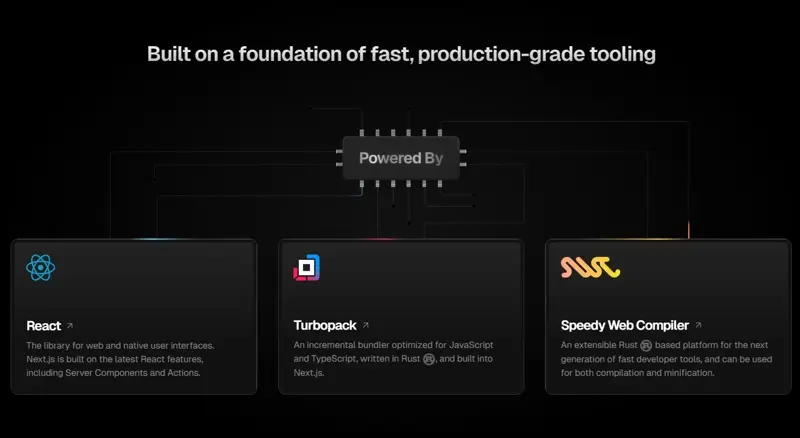 Built on a foundation of fast, production-grade tooling
Powered By
React
The library for web and native user interfaces.
Next.js is built on the latest React features,
including Server Components and Actions.
Turbopack
An incremental bundler optimized for JavaScript
and TypeScript, written in Rust , and built into
Next.js.
Speedy Web Compiler
An extensible Rust based platform for the next
generation of fast developer tools, and can be used
for both compilation and minification.